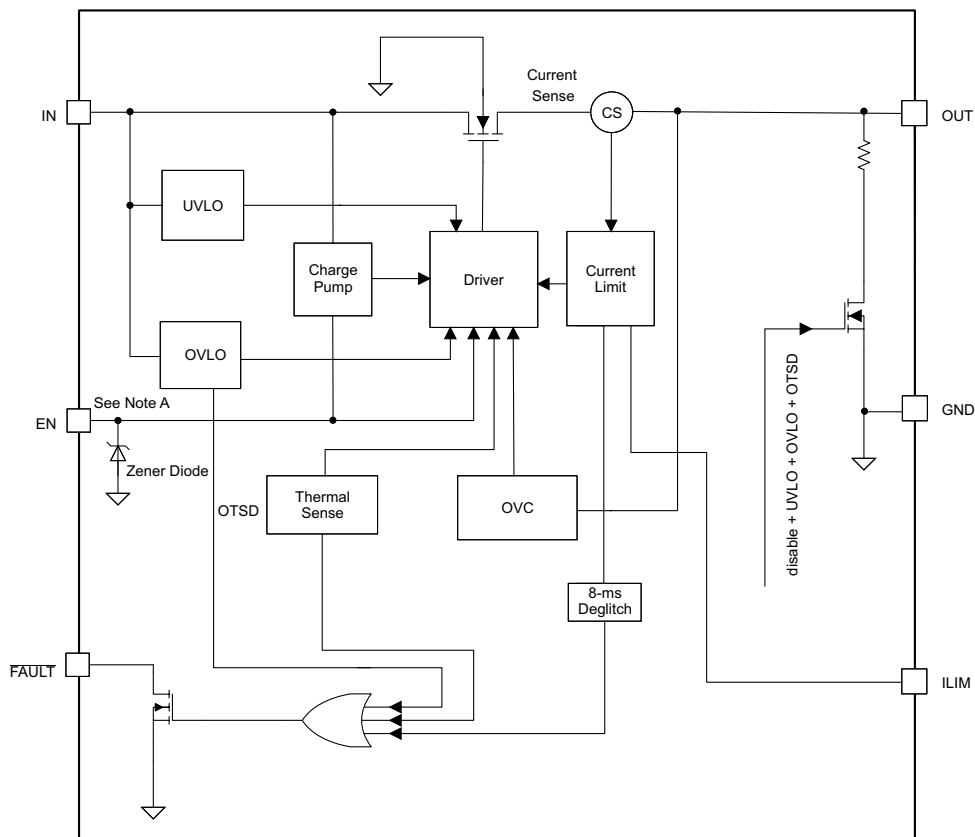 Current
Sense
IN
CS
OUT
UVLO
Charge
Pump
Driver
Current
Limit
OVLO
See Note A
EN
GND
Zener Diode
OTSD
Thermal
Sense
OVC
disable + UVLO + OVLO + OTSD
8-ms
Deglitch
FAULT
ILIM